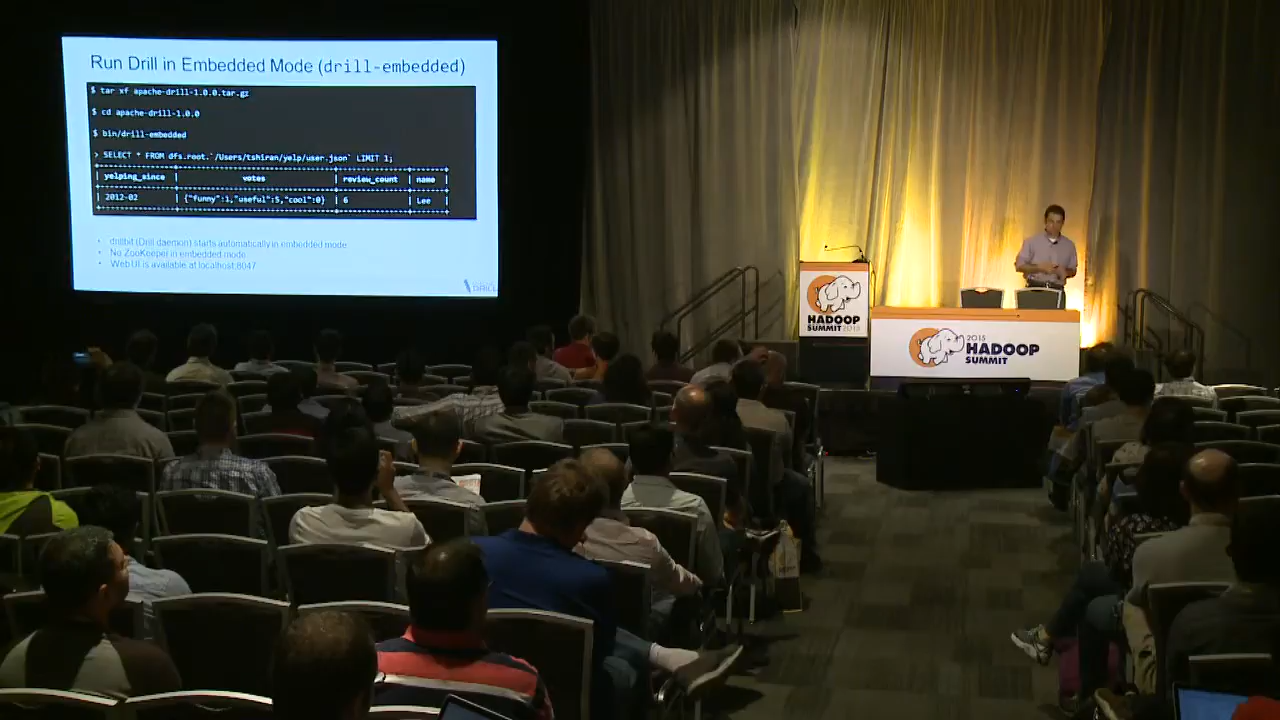 Run Drill in Embedded Mode (drill-embedded)
$ tar xf apache-drill-1.0.0.tar.gz
$ cd apache-drill-1.0.0
$ bin/drill-embedded
> SELECT * FROM dfs.root.`/Users/tshiran/yelp/user.json` LIMIT 1;
| yelping_since | votes | review_count | name |
| 2012-02 | {"funny":1,"useful":5,"cool":0} | 6 | Lee |
• drillbit (Drill daemon) starts automatically in embedded mode
• No ZooKeeper in embedded mode
• Web UI is available at localhost:8047
DRILL
HADOOP
SUMMIT 2015
2015
HADOOP
SUMMIT